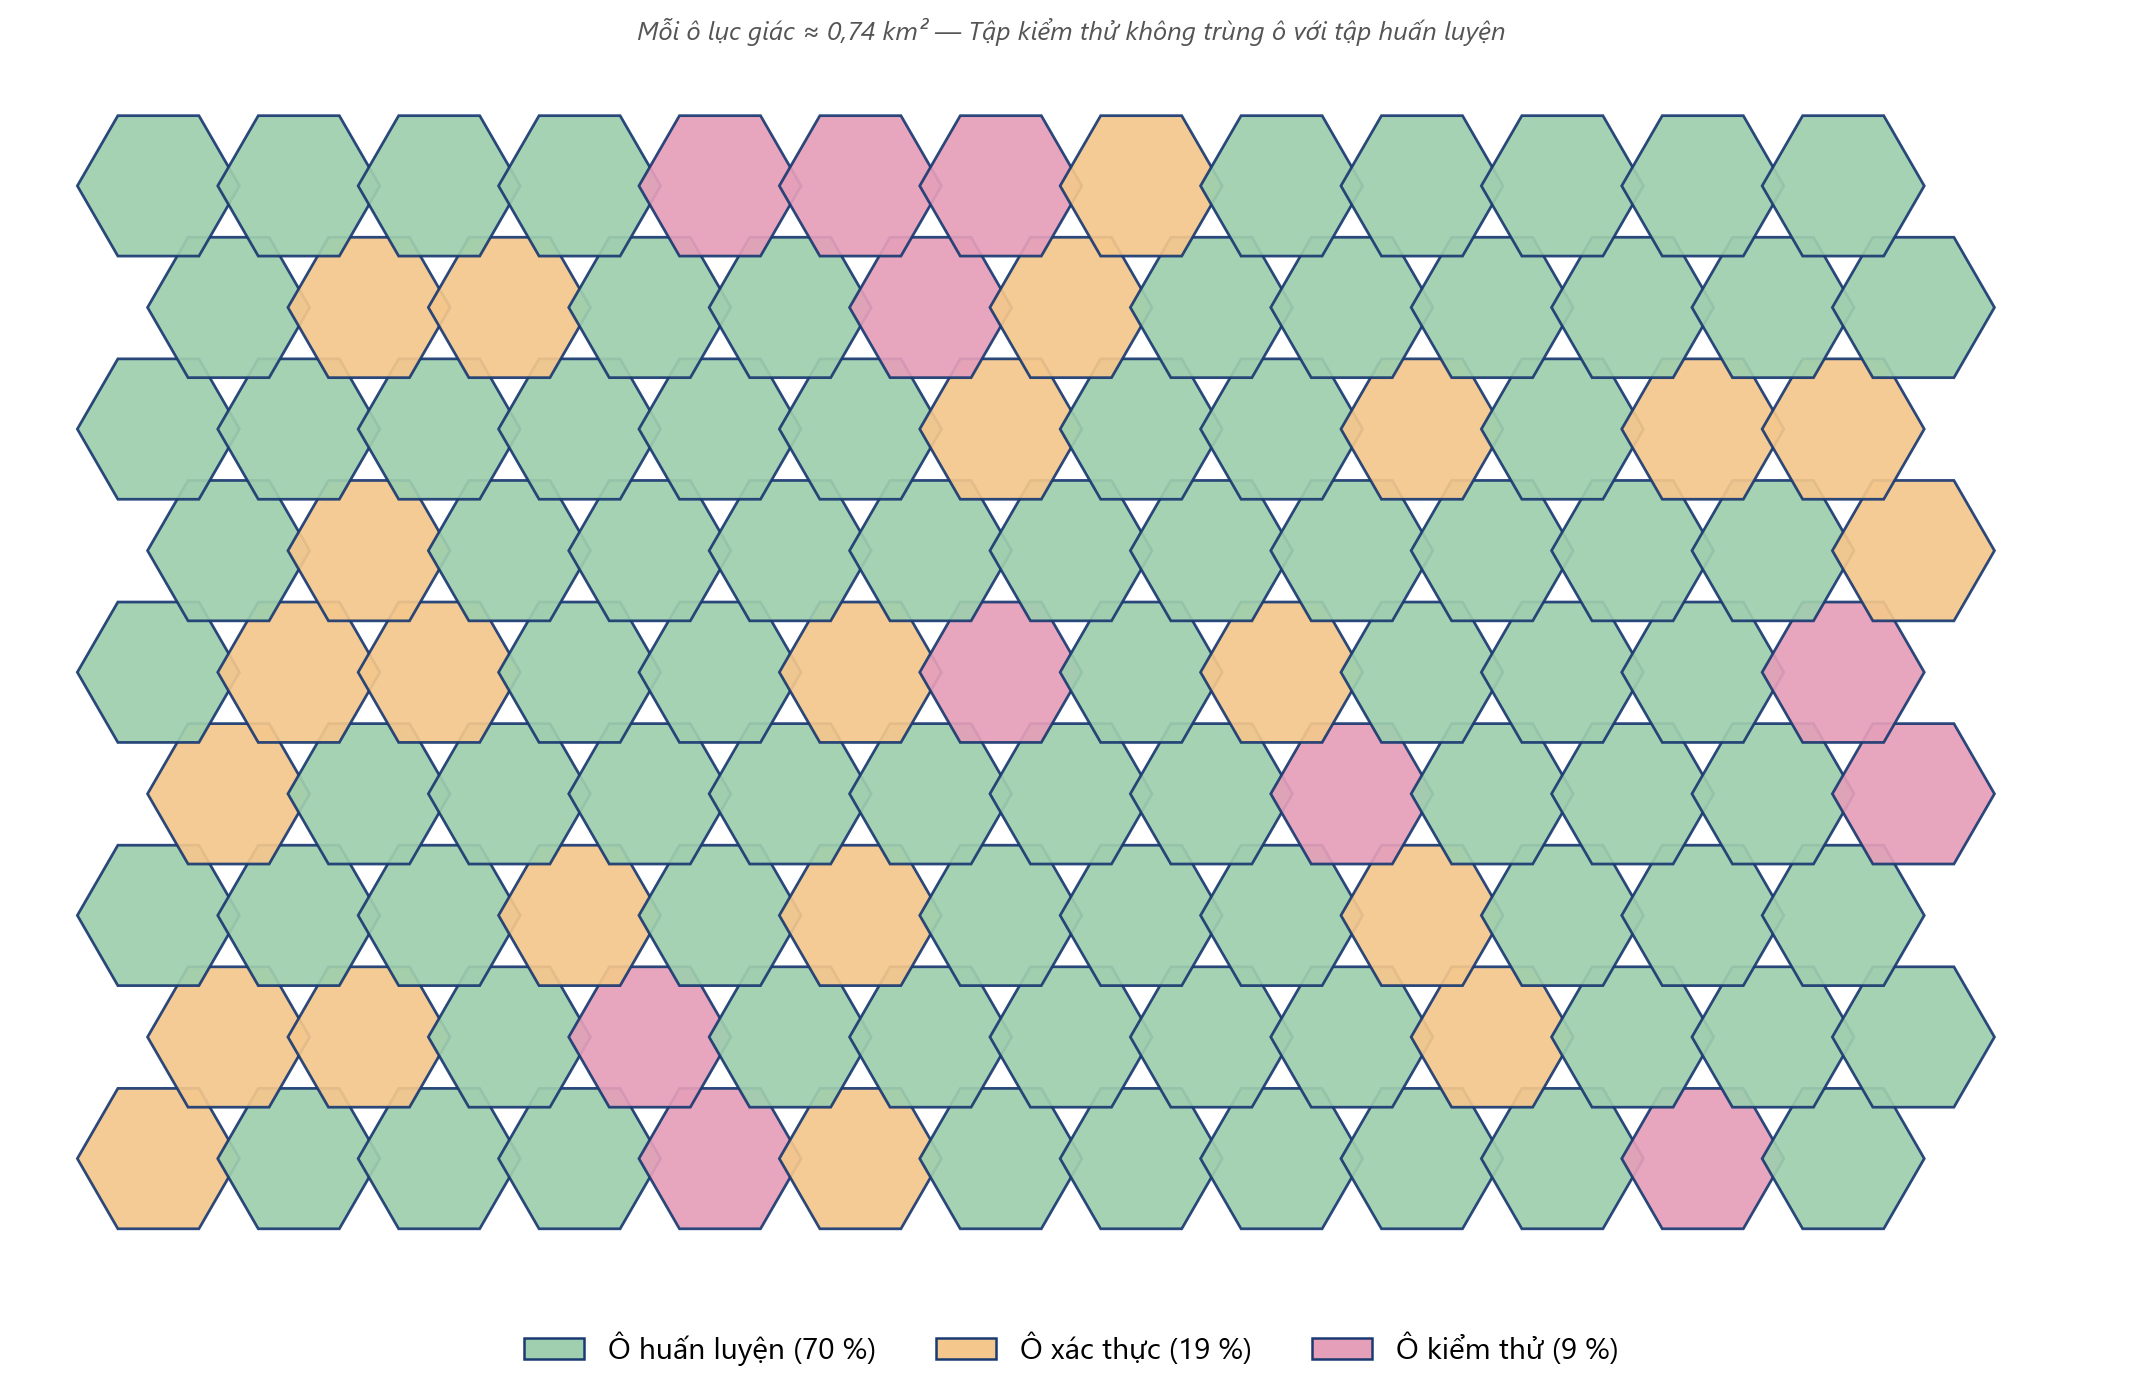 Mỗi ô lục giác ≈ 0,74 km² — Tập kiểm thử không trùng ô với tập huấn luyện
Ô huấn luyện (70 %)
Ô xác thực (19 %)
Ô kiểm thử (9 %)